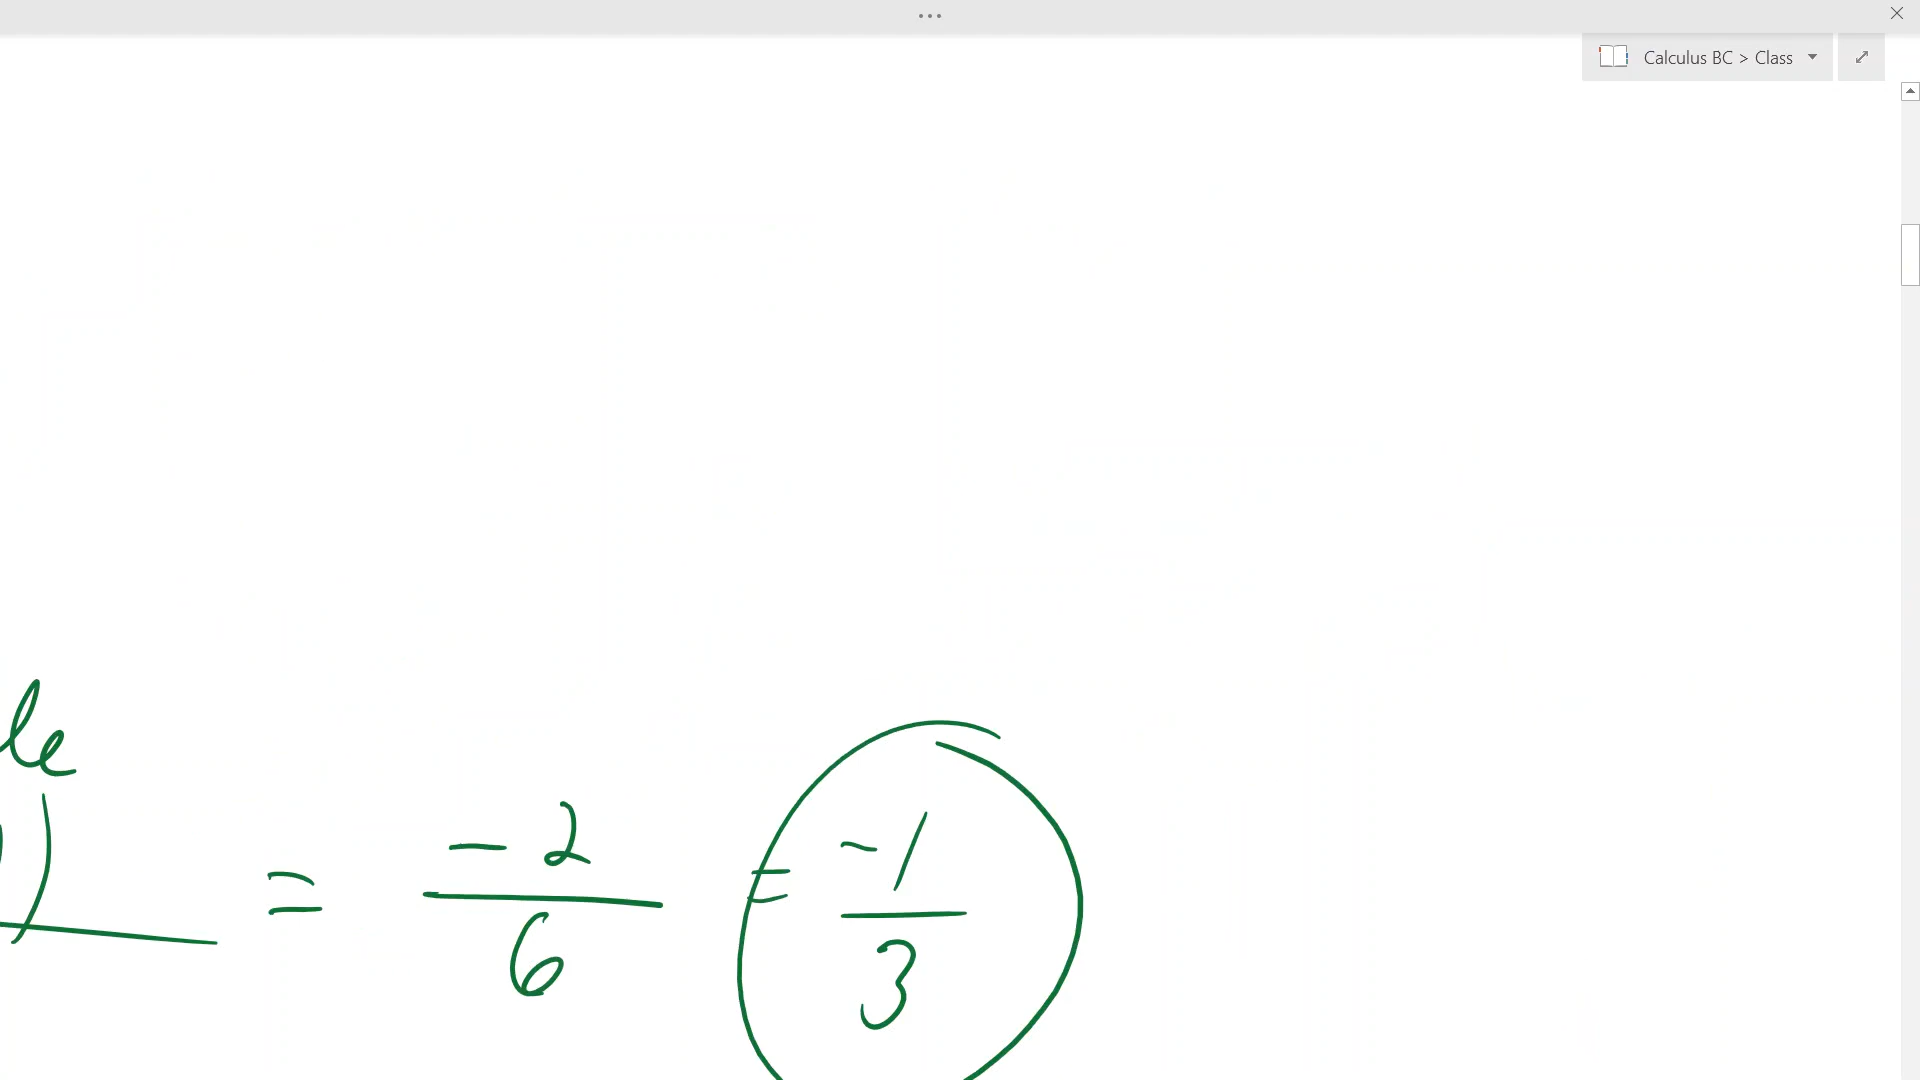 ...
Calculus BC > Class
le
) = -2/6 = -1/3